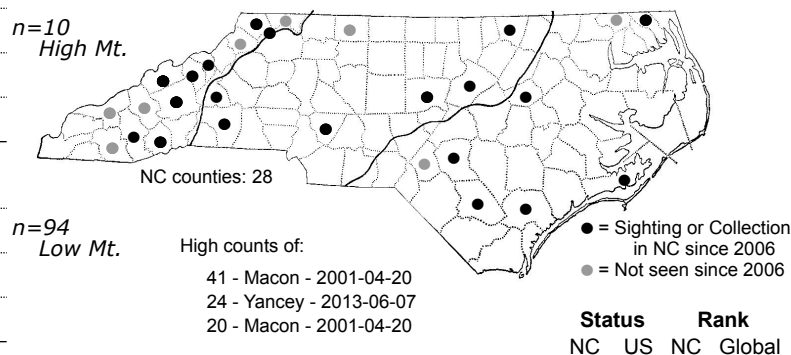 n=10
High Mt.
NC counties: 28
n=94
Low Mt.
High counts of:
41 - Macon - 2001-04-20
24 - Yancey - 2013-06-07
20 - Macon - 2001-04-20
● = Sighting or Collection
in NC since 2006
● = Not seen since 2006
Status Rank
NC US NC Global